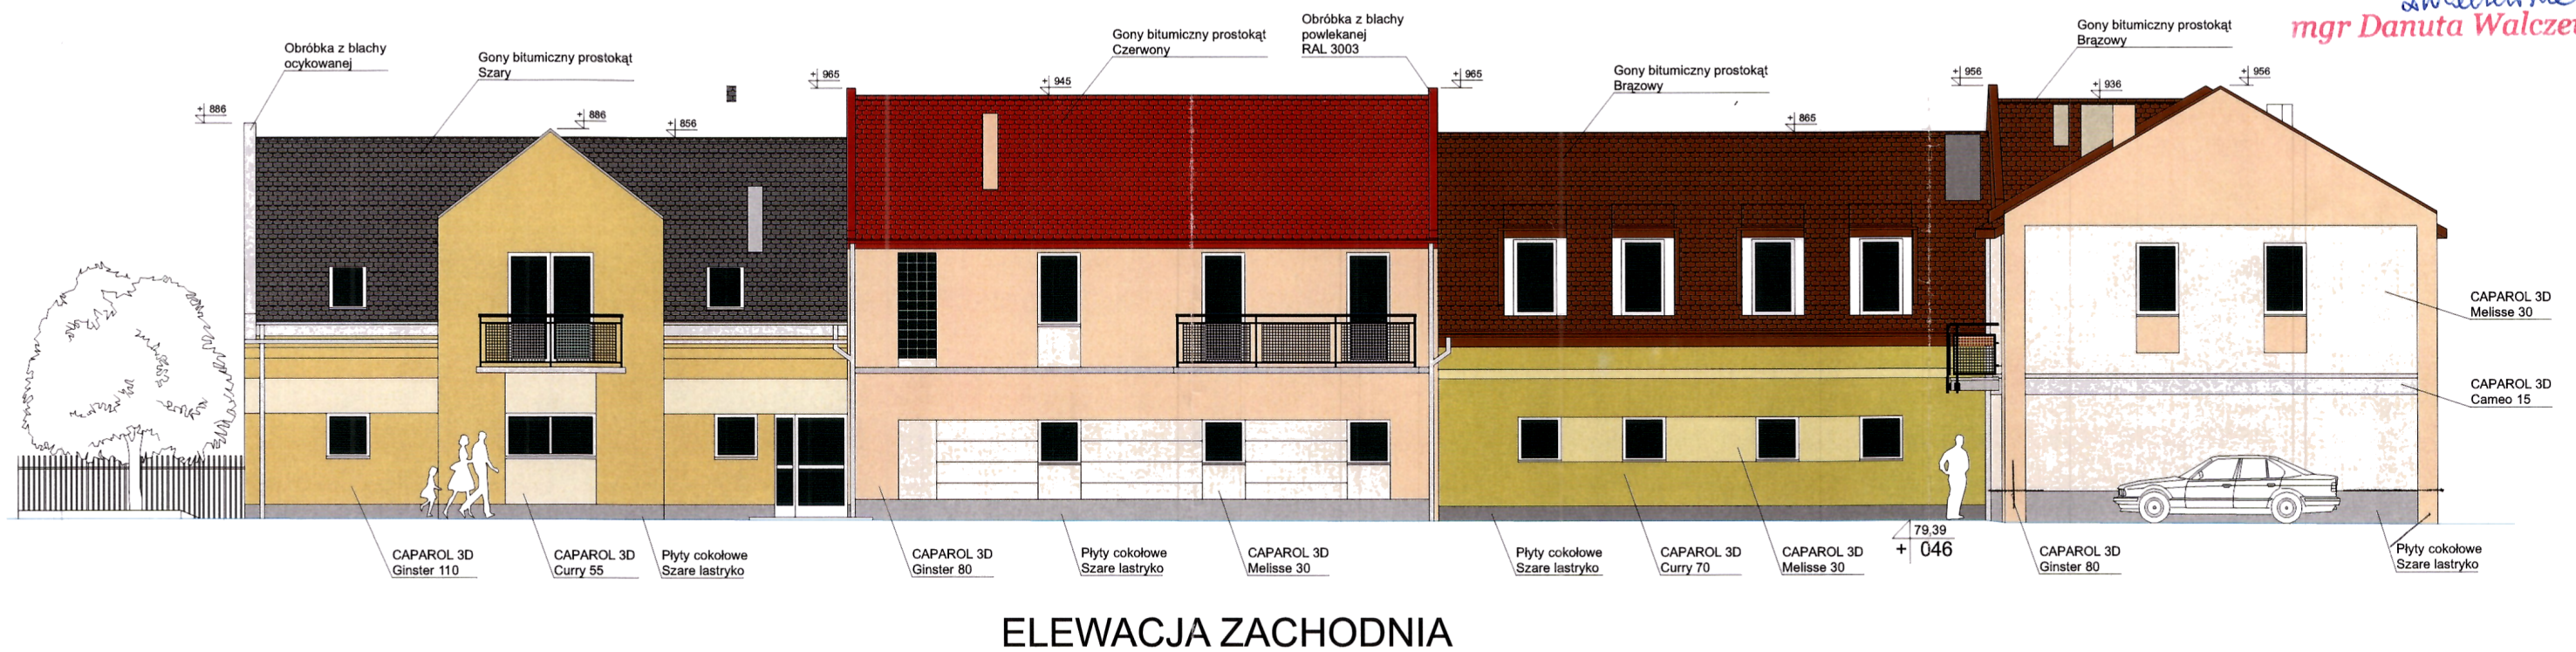 mgr Danuta
Obróbka z blachy
ocykowanej
Gony bitumiczny prostokąt
Szary
Gony bitumiczny prostokąt
Czerwony
Obróbka z blachy
powlekanej
RAL 3003
Gony bitumiczny prostokąt
Brązowy
Gony bitumiczny prostokąt
Brązowy
+ 886
+ 886
+ 856
+ 965
+ 945
+ 965
+ 865
+ 956
+ 936
+ 956
CAPAROL 3D
Melisse 30
CAPAROL 3D
Cameo 15
CAPAROL 3D
Ginster 110
CAPAROL 3D
Curry 55
Płyty cokołowe
Szare lastryko
CAPAROL 3D
Ginster 80
Płyty cokołowe
Szare lastryko
CAPAROL 3D
Melisse 30
Płyty cokołowe
Szare lastryko
CAPAROL 3D
Curry 70
CAPAROL 3D
Melisse 30
79,39
+ 046
CAPAROL 3D
Ginster 80
Płyty cokołowe
Szare lastryko
ELEWACJA ZACHODNIA